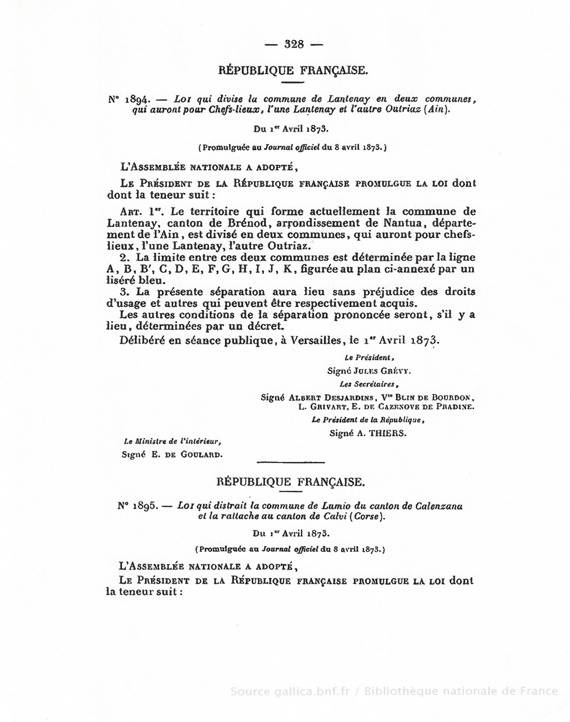 — 328 —
RÉPUBLIQUE FRANÇAISE.
N° 1894. — LOI qui divise la commune de Lantenay en deux communes,
qui auront pour Chefs-lieux, l'une Lantenay et l'autre Outriaz (Ain).
Du 1er Avril 1873.
(Promulguée au Journal officiel du 8 avril 1873.)
L'ASSEMBLÉE NATIONALE A ADOPTÉ,
LE PRÉSIDENT DE LA RÉPUBLIQUE FRANÇAISE PROMULGUE LA LOI dont
dont la teneur suit :
ART. 1er. Le territoire qui forme actuellement la commune de
Lantenay, canton de Brénod, arrondissement de Nantua, départe-
ment de l'Ain, est divisé en deux communes, qui auront pour chefs-
lieux, l'une Lantenay, l'autre Outriaz.
2. La limite entre ces deux communes est déterminée par la ligne
A, B, B', C, D, E, F, G, H, I, J, K, figurée au plan ci-annexé par un
liséré bleu.
3. La présente séparation aura lieu sans préjudice des droits
d'usage et autres qui peuvent être respectivement acquis.
Les autres conditions de la séparation prononcée seront, s'il y a
lieu, déterminées par un décret.
Délibéré en séance publique, à Versailles, le 1er Avril 1873.
Le Président,
Signé JULES GRÉVY.
Les Secrétaires,
Signé ALBERT DESJARDINS, Vte BLIN DE BOURDON,
L. GRIVART, E. DE CAZENOVE DE PRADINE.
Le Président de la République,
Signé A. THIERS.
Le Ministre de l'intérieur,
Signé E. DE GOULARD.
RÉPUBLIQUE FRANÇAISE.
N° 1895. — LOI qui distrait la commune de Lumio du canton de Calenzana
et la rattache au canton de Calvi (Corse).
Du 1er Avril 1873.
(Promulguée au Journal officiel du 8 avril 1873.)
L'ASSEMBLÉE NATIONALE A ADOPTÉ,
LE PRÉSIDENT DE LA RÉPUBLIQUE FRANÇAISE PROMULGUE LA LOI dont
la teneur suit :
Source gallica.bnf.fr / Bibliothèque nationale de France